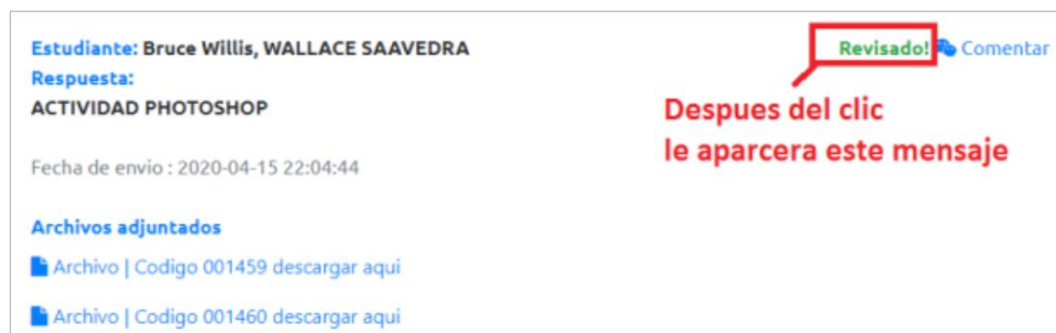 Estudiante: Bruce Willis, WALLACE SAAVEDRA
Revisado! Comentar
Respuesta:
ACTIVIDAD PHOTOSHOP
Despues del clic
le aparcera este mensaje
Fecha de envio : 2020-04-15 22:04:44
Archivos adjuntados
Archivo | Codigo 001459 descargar aqui
Archivo | Codigo 001460 descargar aqui